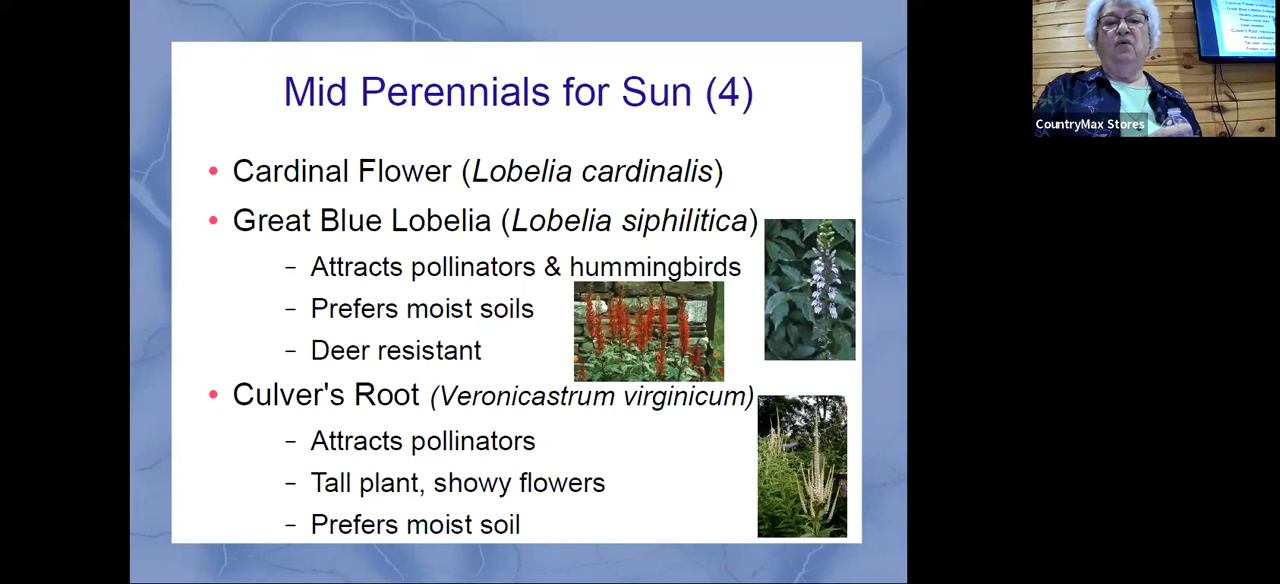 Mid Perennials for Sun (4)
• Cardinal Flower (Lobelia cardinalis)
• Great Blue Lobelia (Lobelia siphilitica)
– Attracts pollinators & hummingbirds
– Prefers moist soils
– Deer resistant
• Culver's Root (Veronicastrum virginicum)
– Attracts pollinators
– Tall plant, showy flowers
– Prefers moist soil
CountryMax Stores